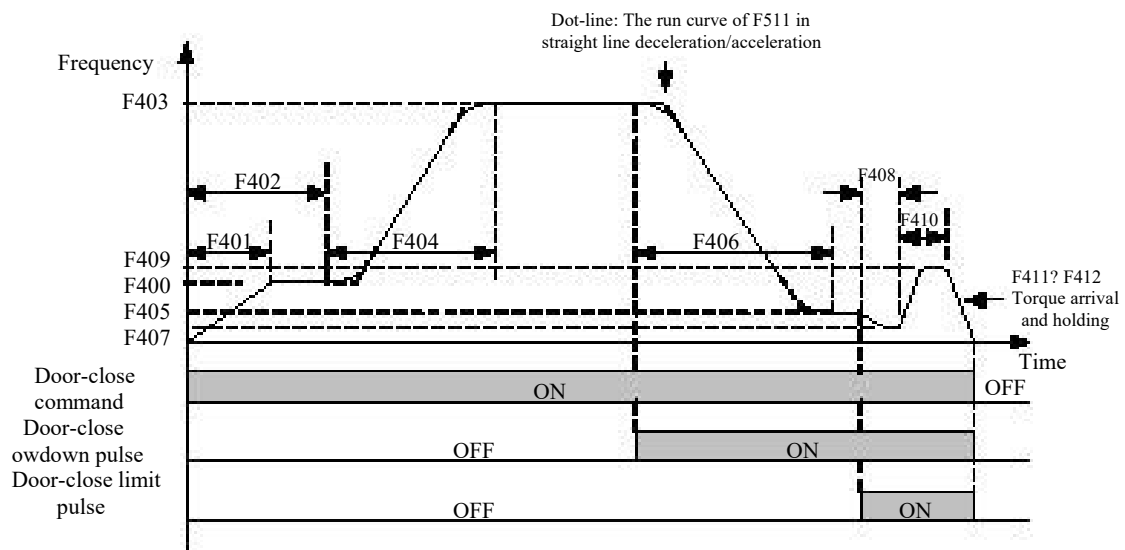 Dot-line: The run curve of F511 in
straight line deceleration/acceleration
Frequency
F403
F402
F408
F410
F401
F404
F406
F409
F400
F405
F407
F411? F412
Torque arrival
and holding
Time
Door-close
command
ON
OFF
Door-close
owdown pulse
OFF
ON
Door-close limit
pulse
OFF
ON